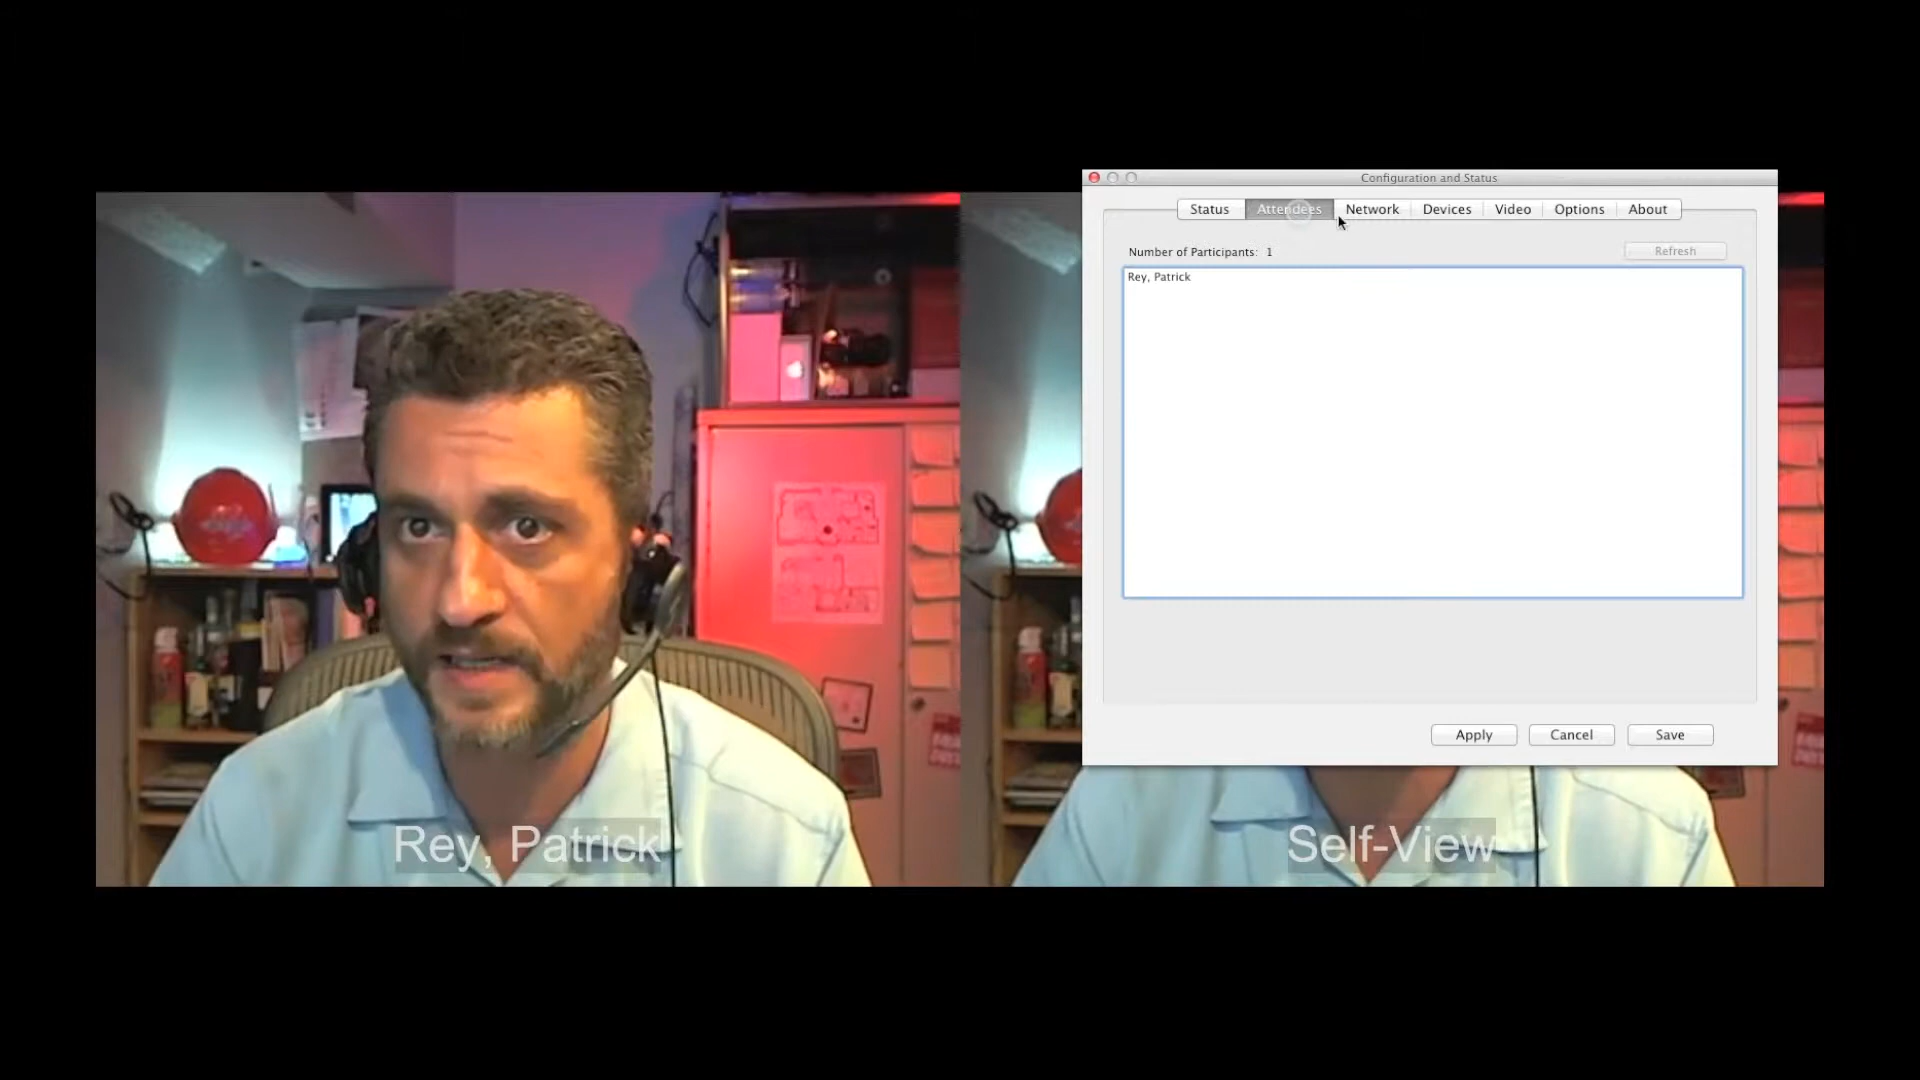 Configuration and Status
Status Attendees Network Devices Video Options About
Number of Participants: 1 Refresh
Rey, Patrick
Apply Cancel Save
Rey, Patrick
Self-View